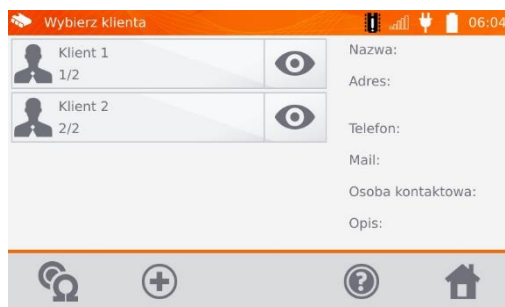 Wybierz klienta
06:04
Klient 1
1/2
Klient 2
2/2
Nazwa:
Adres:
Telefon:
Mail:
Osoba kontaktowa:
Opis: